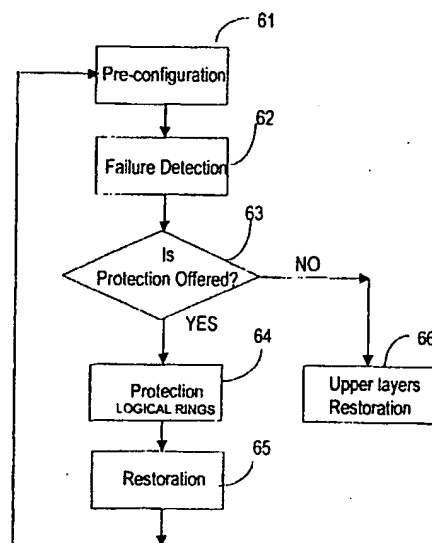 61
Pre-configuration
62
Failure Detection
63
Is
Protection Offered?
NO
YES
64
Protection
LOGICAL RINGS
66
Upper layers
Restoration
65
Restoration